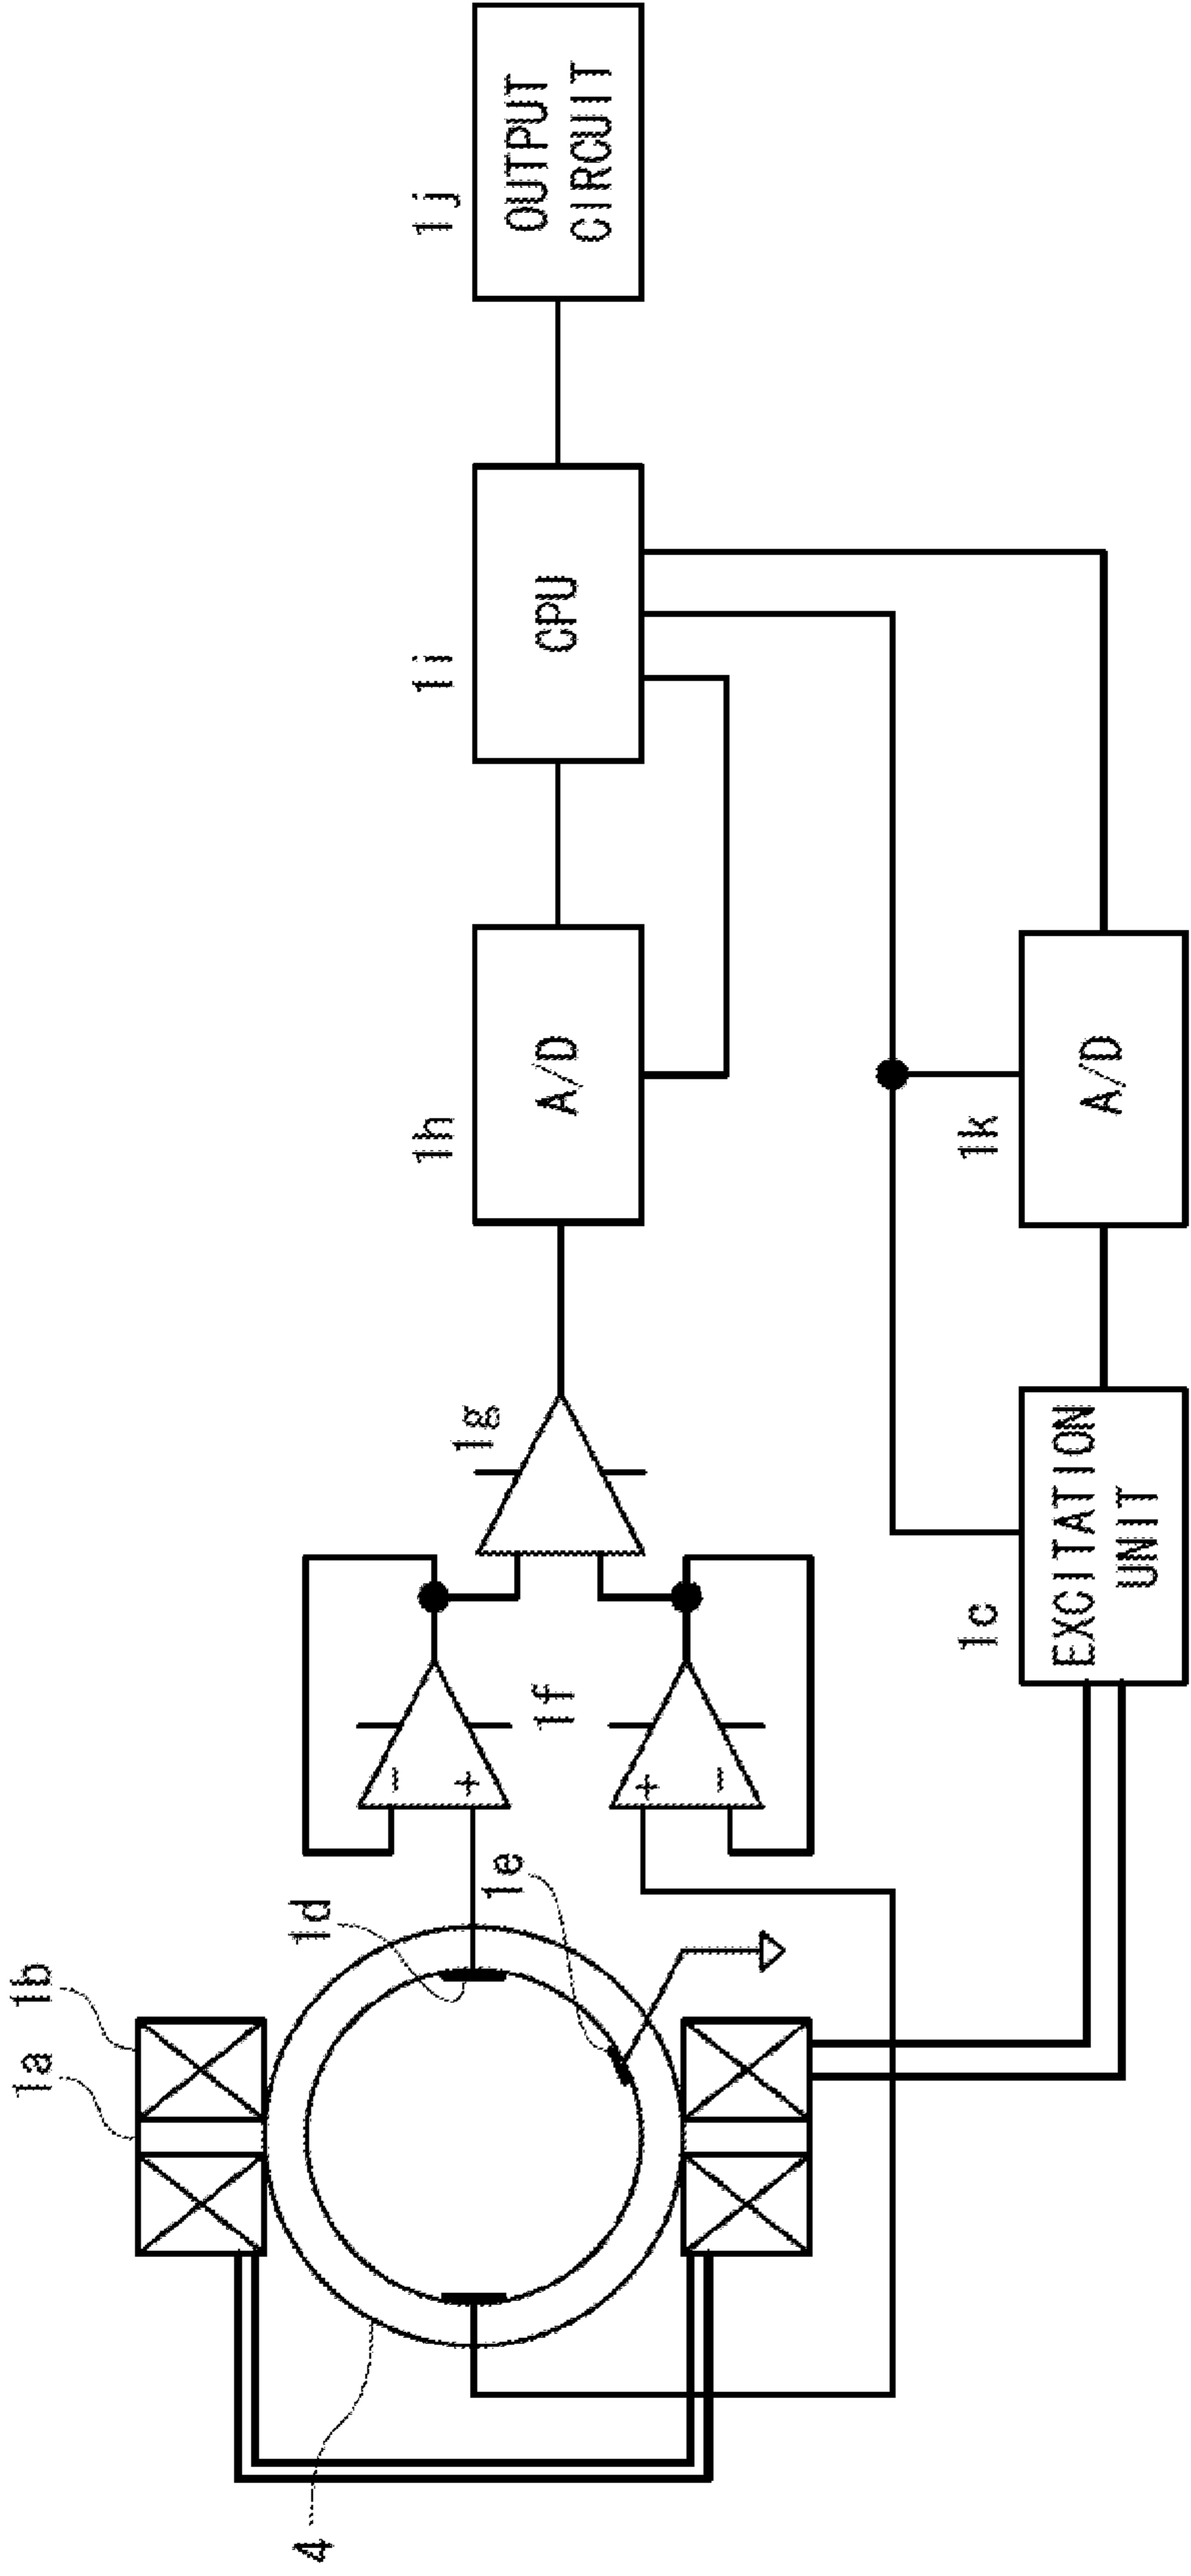 1a
1b
1d
1e
1f
1g
1h
A/D
1i
CPU
1j
OUTPUT
CIRCUIT
4
1c
EXCITATION
UNIT
1k
A/D
−
+
+
−